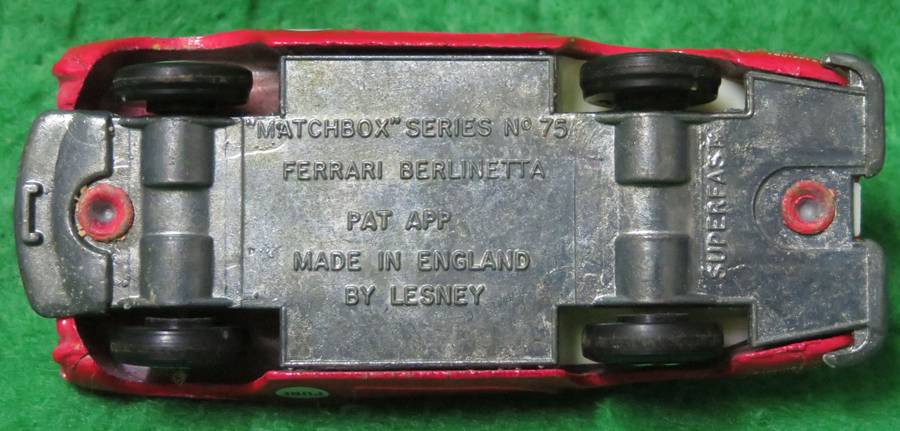 "MATCHBOX" SERIES No 75
FERRARI BERLINETTA
PAT APP
MADE IN ENGLAND
BY LESNEY
SUPERFAST